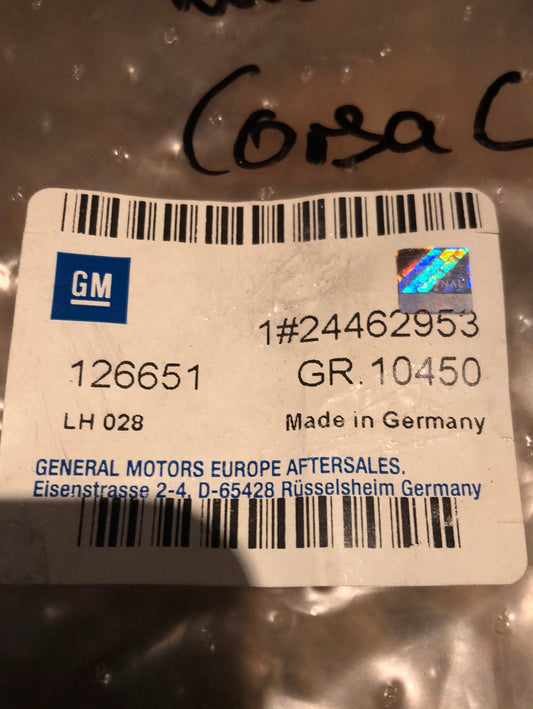 Corsa C
GM
1#24462953
126651 GR.10450
LH 028 Made in Germany
GENERAL MOTORS EUROPE AFTERSALES.
Eisenstrasse 2-4, D-65428 Rüsselsheim Germany